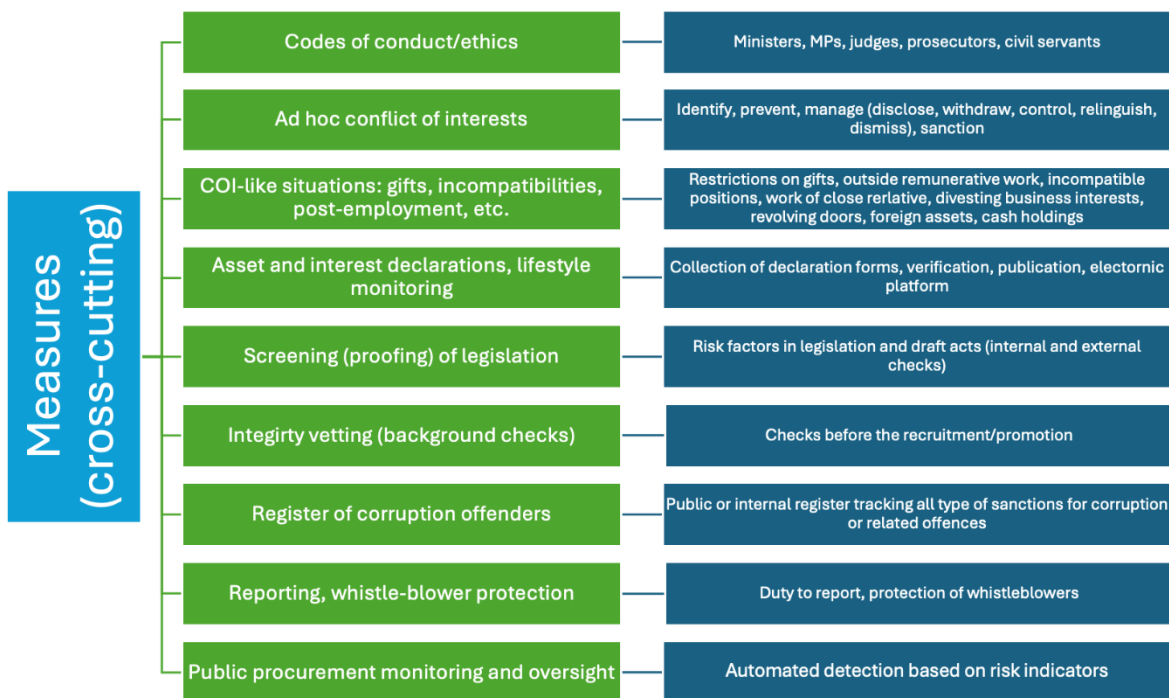 Measures
(cross-cutting)
Codes of conduct/ethics
Ministers, MPs, judges, prosecutors, civil servants
Ad hoc conflict of interests
Identify, prevent, manage (disclose, withdraw, control, relinguish,
dismiss), sanction
COI-like situations: gifts, incompatibilities,
post-employment, etc.
Restrictions on gifts, outside remunerative work, incompatible
positions, work of close rerlative, divesting business interests,
revolving doors, foreign assets, cash holdings
Asset and interest declarations, lifestyle
monitoring
Collection of declaration forms, verification, publication, electornic
platform
Screening (proofing) of legislation
Risk factors in legislation and draft acts (internal and external
checks)
Integirty vetting (background checks)
Checks before the recruitment/promotion
Register of corruption offenders
Public or internal register tracking all type of sanctions for corruption
or related offences
Reporting, whistle-blower protection
Duty to report, protection of whistleblowers
Public procurement monitoring and oversight
Automated detection based on risk indicators